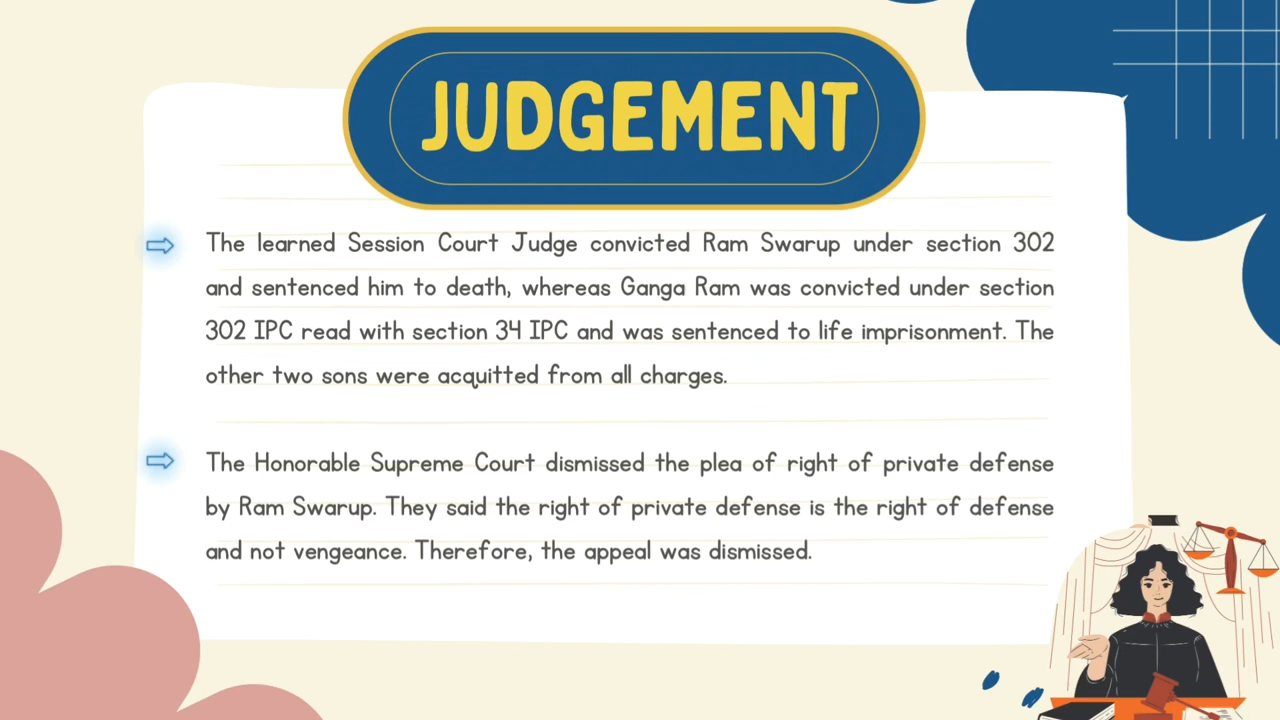 JUDGEMENT
The learned Session Court Judge convicted Ram Swarup under section 302
and sentenced him to death, whereas Ganga Ram was convicted under section
302 IPC read with section 34 IPC and was sentenced to life imprisonment. The
other two sons were acquitted from all charges.
The Honorable Supreme Court dismissed the plea of right of private defense
by Ram Swarup. They said the right of private defense is the right of defense
and not vengeance. Therefore, the appeal was dismissed.